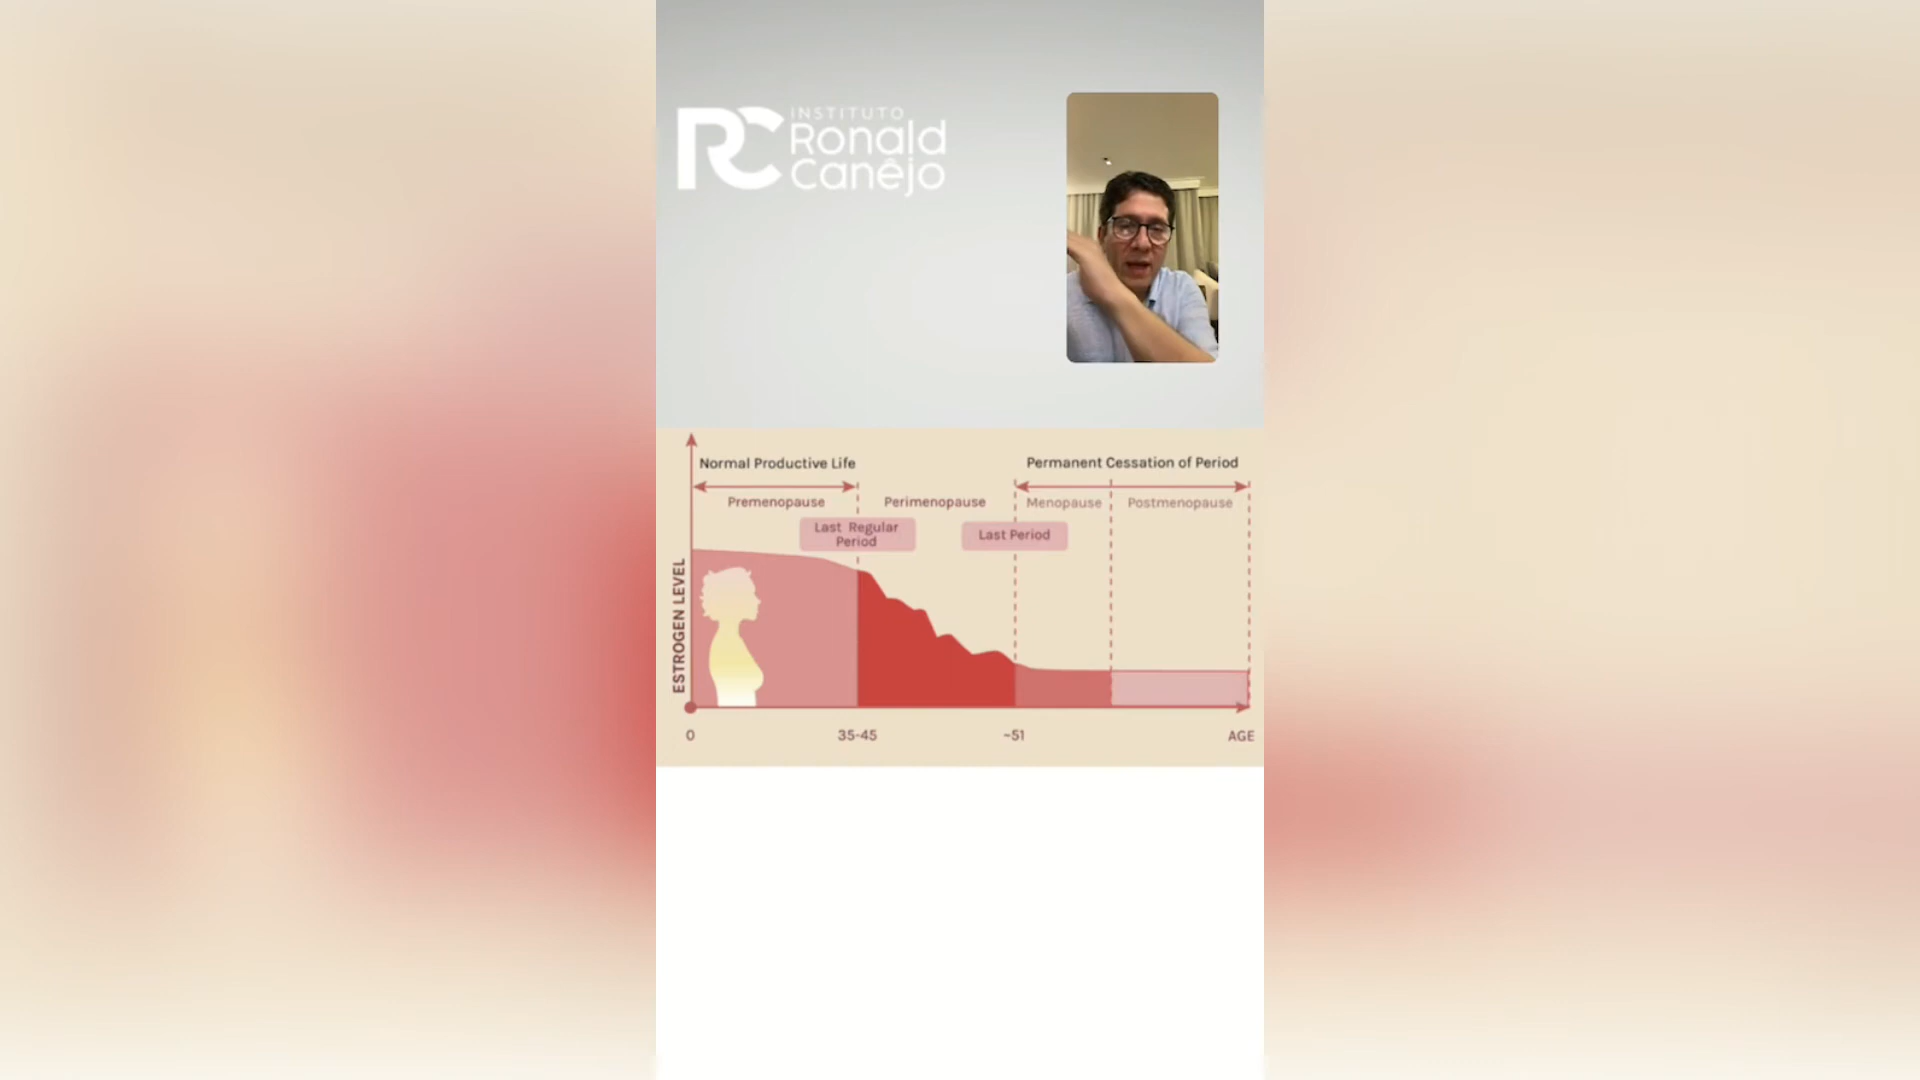 INSTITUTO
RC Ronald
Canêjo
Normal Productive Life
Permanent Cessation of Period
Premenopause
Perimenopause
Menopause
Postmenopause
Last Regular
Period
Last Period
ESTROGEN LEVEL
0
35-45
~51
AGE